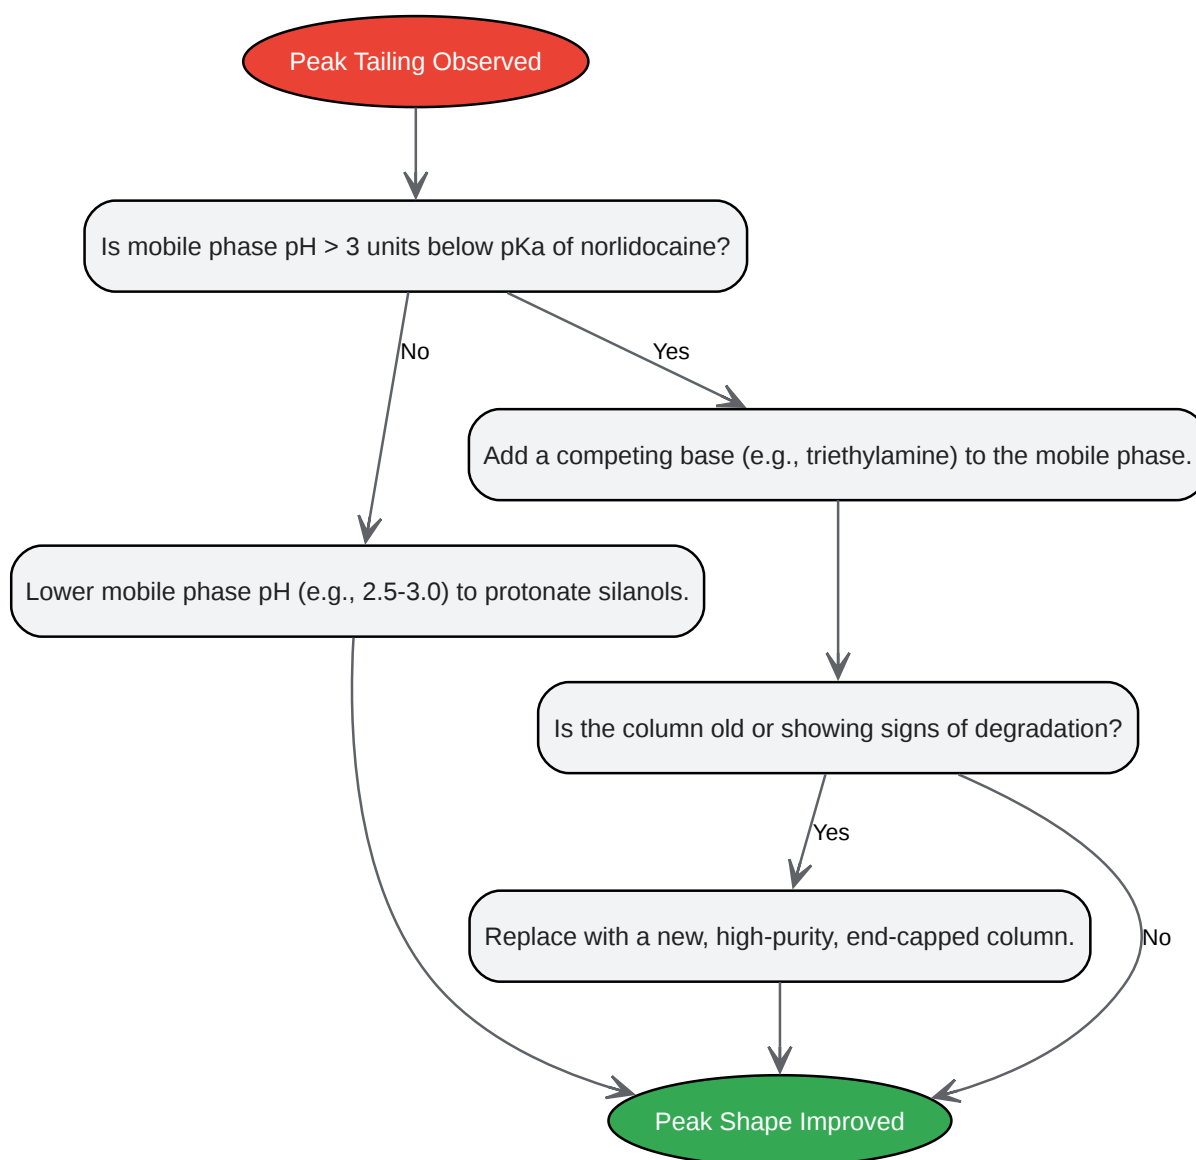 Peak Tailing Observed
Is mobile phase pH > 3 units below pKa of norlidocaine?
No
Yes
Add a competing base (e.g., triethylamine) to the mobile phase.
Lower mobile phase pH (e.g., 2.5-3.0) to protonate silanols.
Is the column old or showing signs of degradation?
Yes
Replace with a new, high-purity, end-capped column.
No
Peak Shape Improved